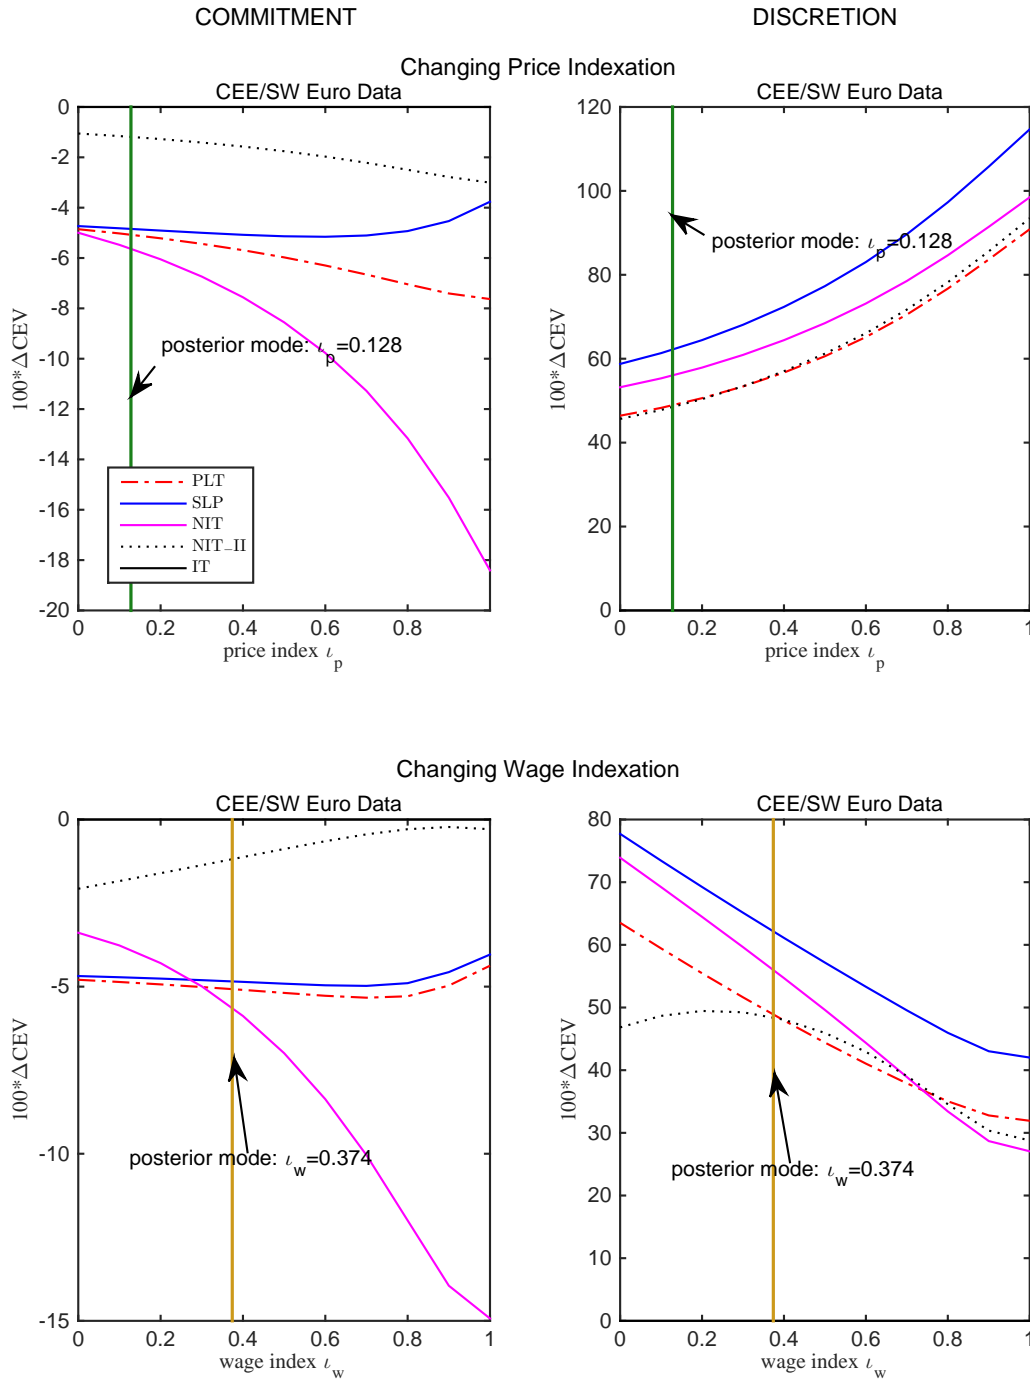 COMMITMENT DISCRETION
Changing Price Indexation
CEE/SW Euro Data CEE/SW Euro Data
0
-2
-4
-6
-8
-10
-12
-14
-16
-18
-20
100*ΔCEV
posterior mode: ι_p=0.128
PLT
SLP
NIT
NIT_II
IT
0 0.2 0.4 0.6 0.8 1
price index ι_p
120
100
80
60
40
20
0
100*ΔCEV
posterior mode: ι_p=0.128
0 0.2 0.4 0.6 0.8 1
price index ι_p
Changing Wage Indexation
CEE/SW Euro Data CEE/SW Euro Data
0
-5
-10
-15
100*ΔCEV
posterior mode: ι_w=0.374
0 0.2 0.4 0.6 0.8 1
wage index ι_w
80
70
60
50
40
30
20
10
0
100*ΔCEV
posterior mode: ι_w=0.374
0 0.2 0.4 0.6 0.8 1
wage index ι_w